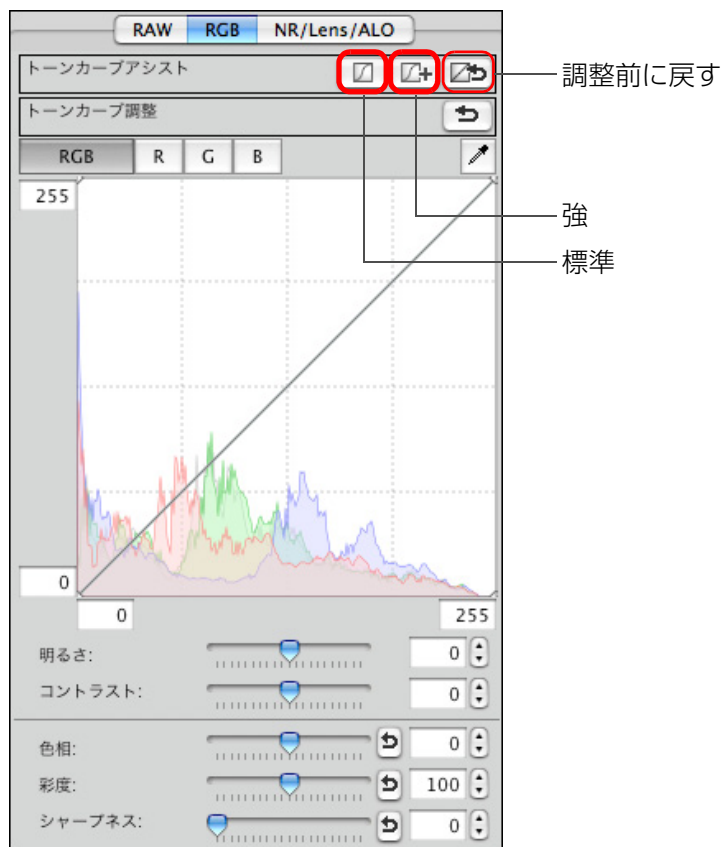 RAW RGB NR/Lens/ALO
トーンカーブアシスト
調整前に戻す
トーンカーブ調整
RGB R G B
255
強
標準
0
0 255
明るさ: 0
コントラスト: 0
色相: 0
彩度: 100
シャープネス: 0